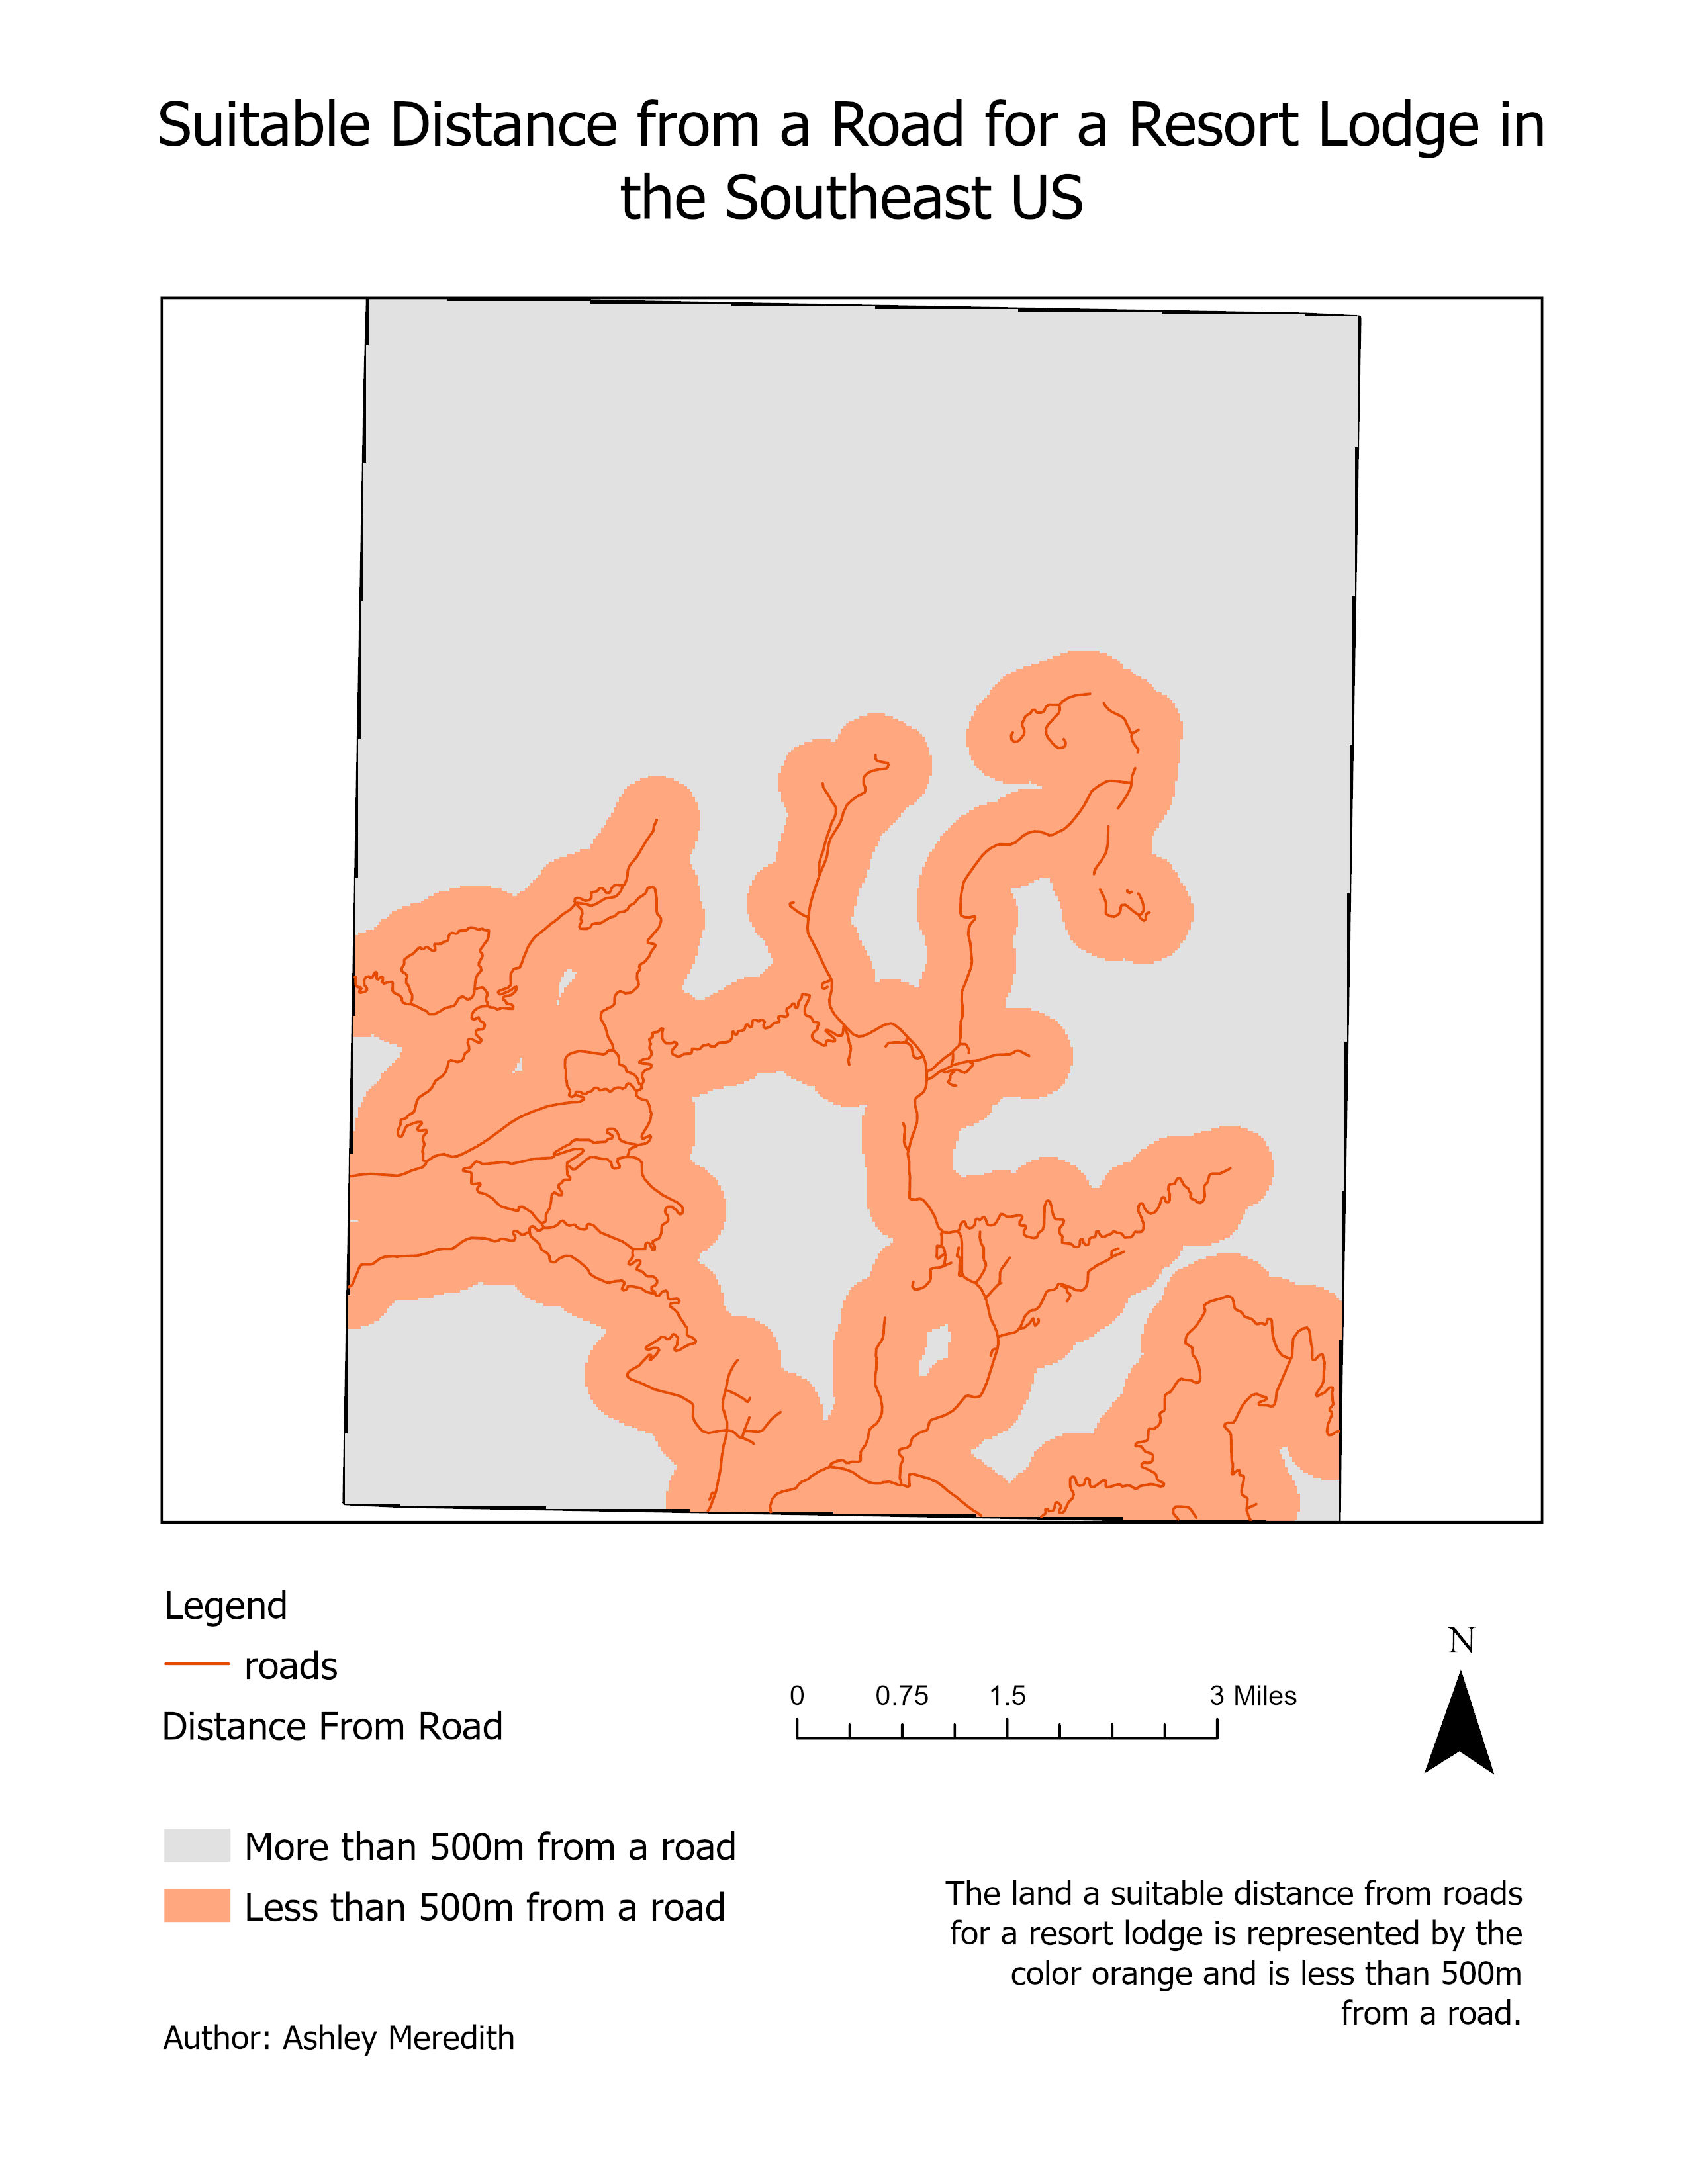 Suitable Distance from a Road for a Resort Lodge in
the Southeast US
Legend
roads
Distance From Road
More than 500m from a road
Less than 500m from a road
0 0.75 1.5 3 Miles
N
The land a suitable distance from roads
for a resort lodge is represented by the
color orange and is less than 500m
from a road.
Author: Ashley Meredith